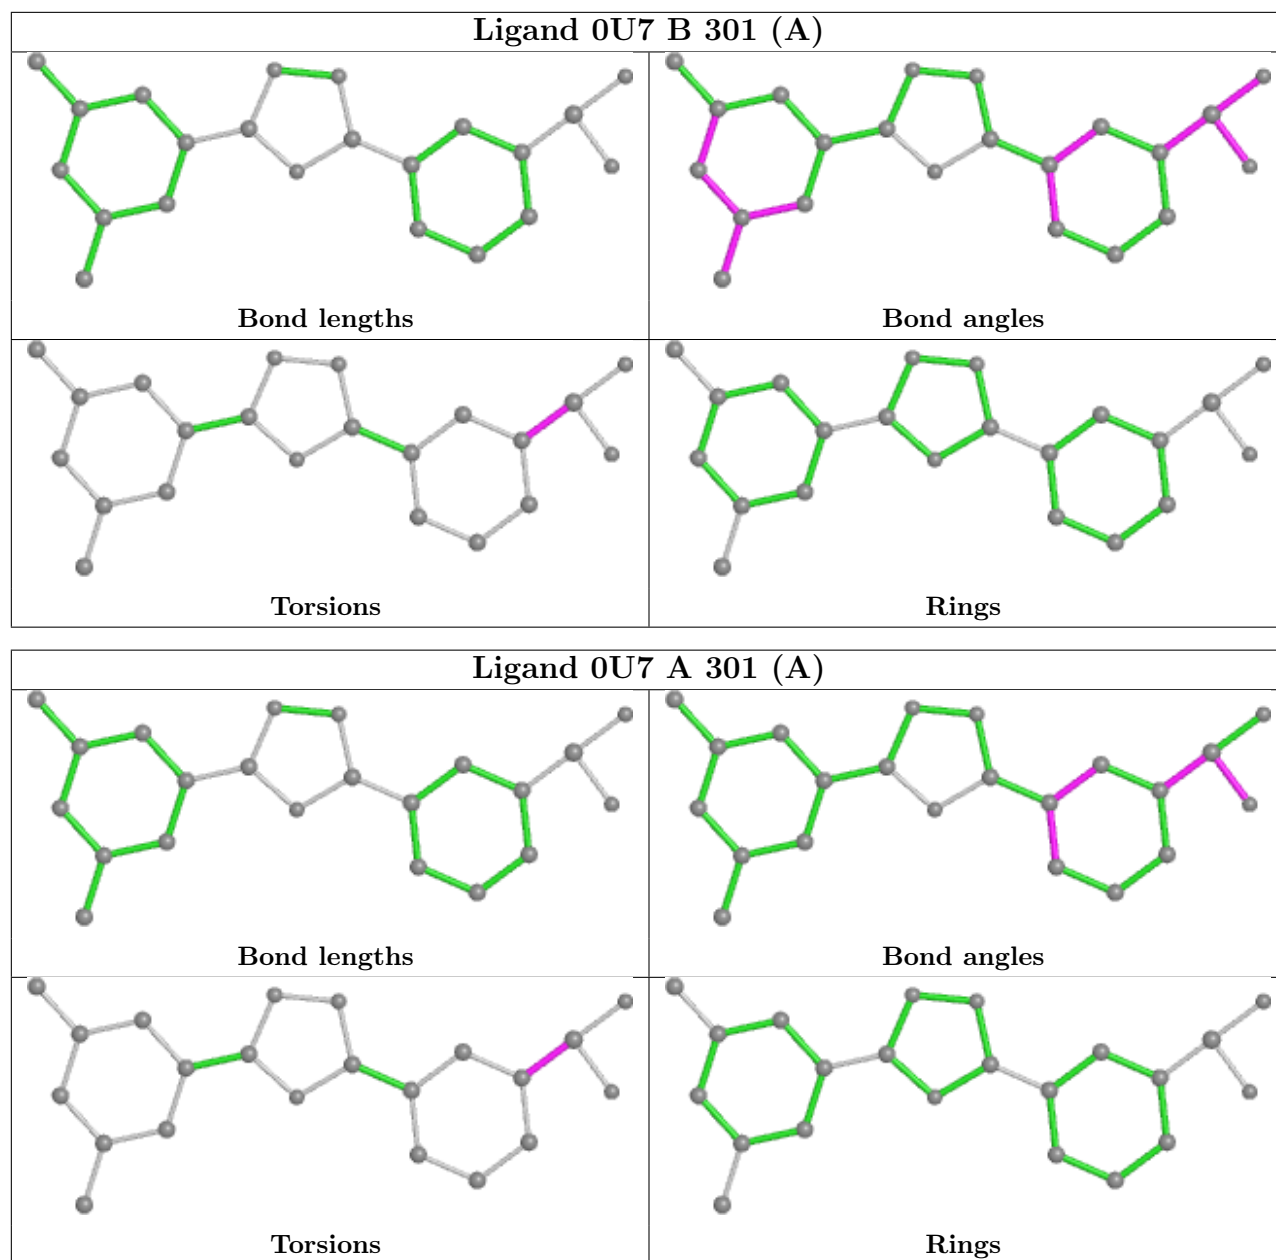 Ligand 0U7 B 301 (A)
Bond lengths
Bond angles
Torsions
Rings
Ligand 0U7 A 301 (A)
Bond lengths
Bond angles
Torsions
Rings